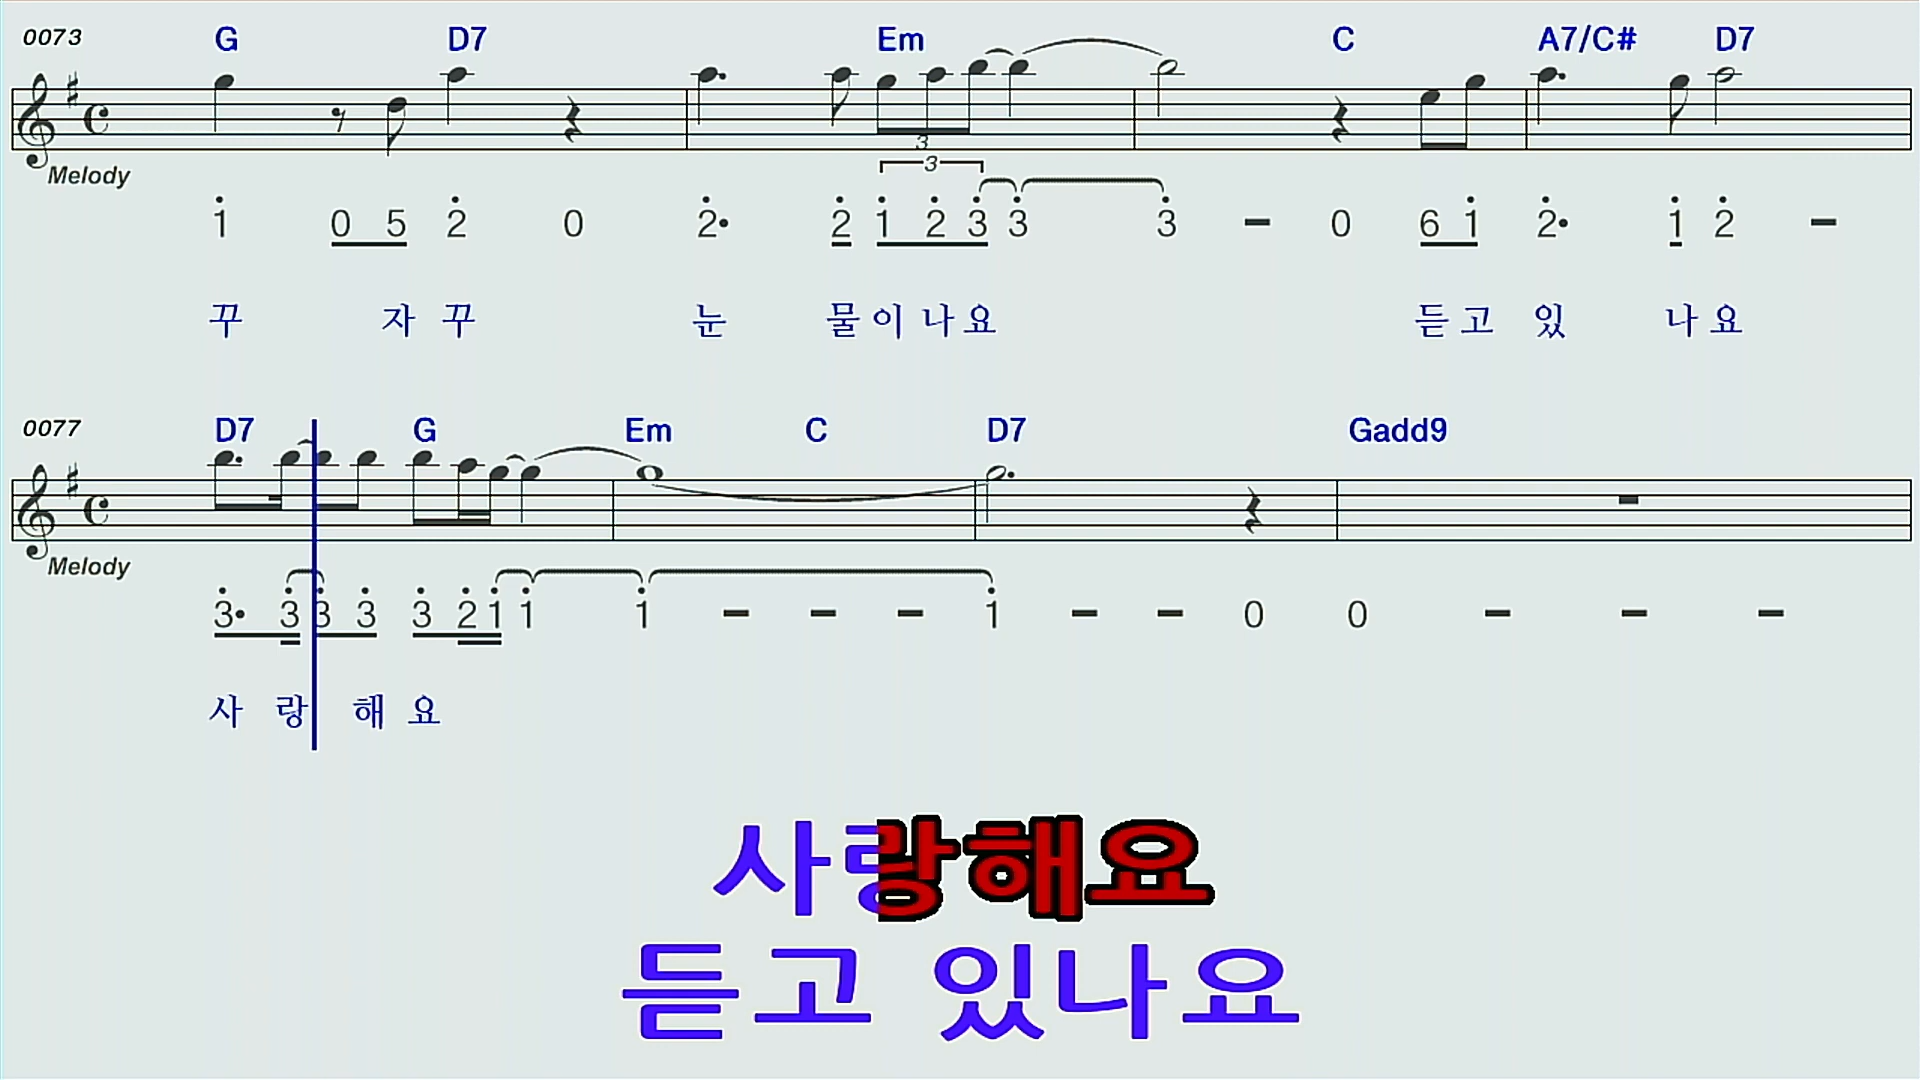 0073 G D7 Em C A7/C# D7
3
Melody
3
1 0 5 2 0 2· 2 1 2 3 3 3 - 0 6 1 2· 1 2 -
꾸 자 꾸 눈 물 이 나 요 듣 고 있 나 요
0077 D7 G Em C D7 Gadd9
Melody
3· 3 3 3 3 2 1 1 1 - - - 1 - - 0 0 - - -
사 랑 해 요
사랑해요
듣고 있나요